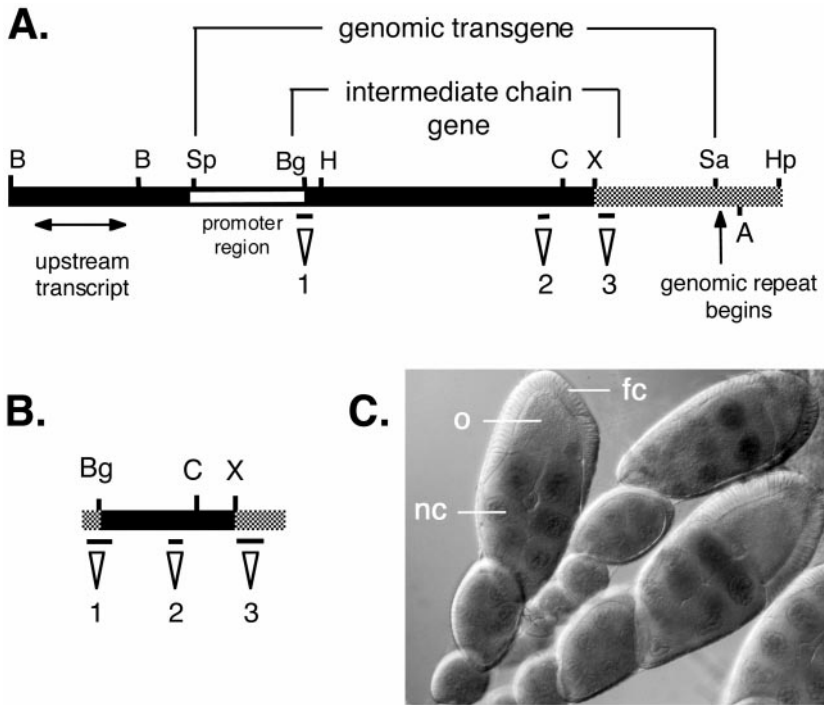 A.
genomic transgene
intermediate chain
gene
B B Sp Bg H C X Sa Hp
A
promoter
region
upstream
transcript
1 2 3
genomic repeat
begins
B.
Bg C X
1 2 3
C.
fc
o
nc